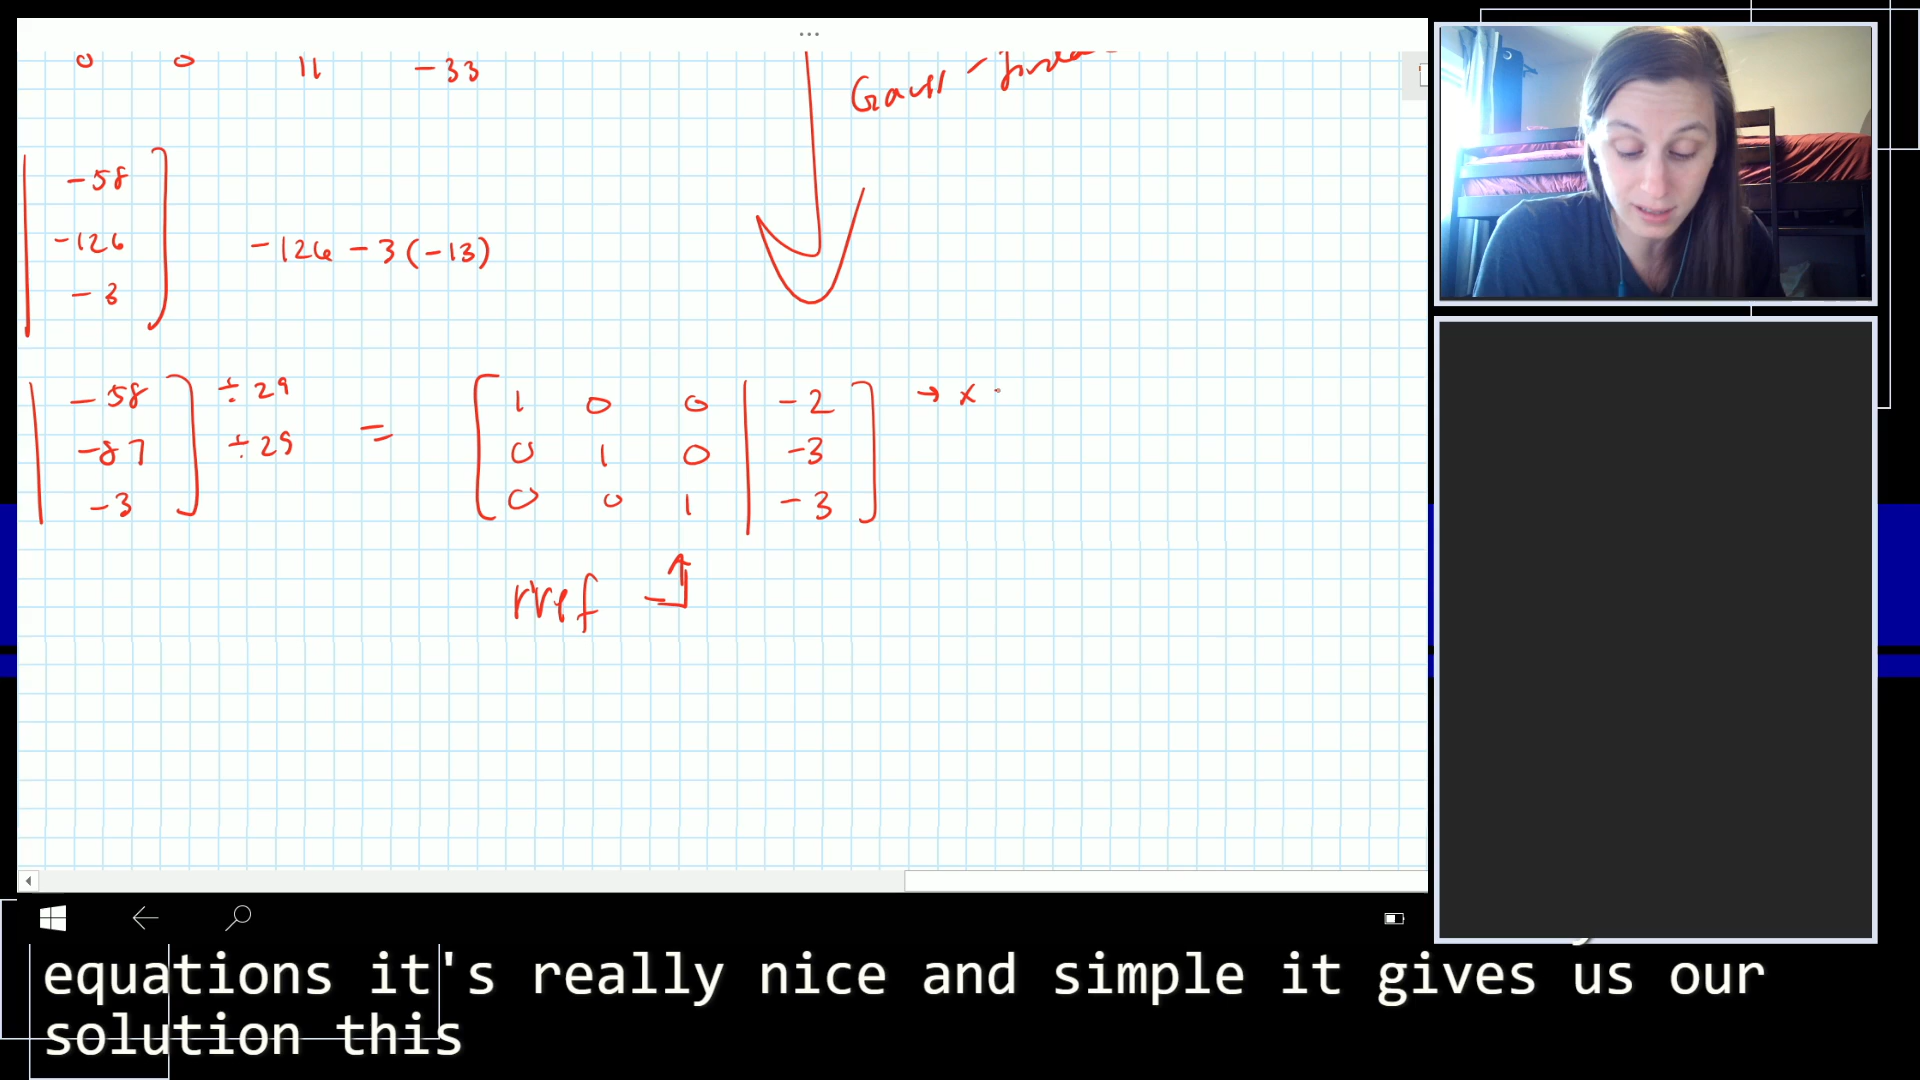 0 0 11 -33
Gauss -
-58
-126
-3
-126 - 3(-13)
-58 ÷ 29
-87 ÷ 29
-3
=
1 0 0 -2 → x
0 1 0 -3
0 0 1 -3
rref
equations it's really nice and simple it gives us our
solution this